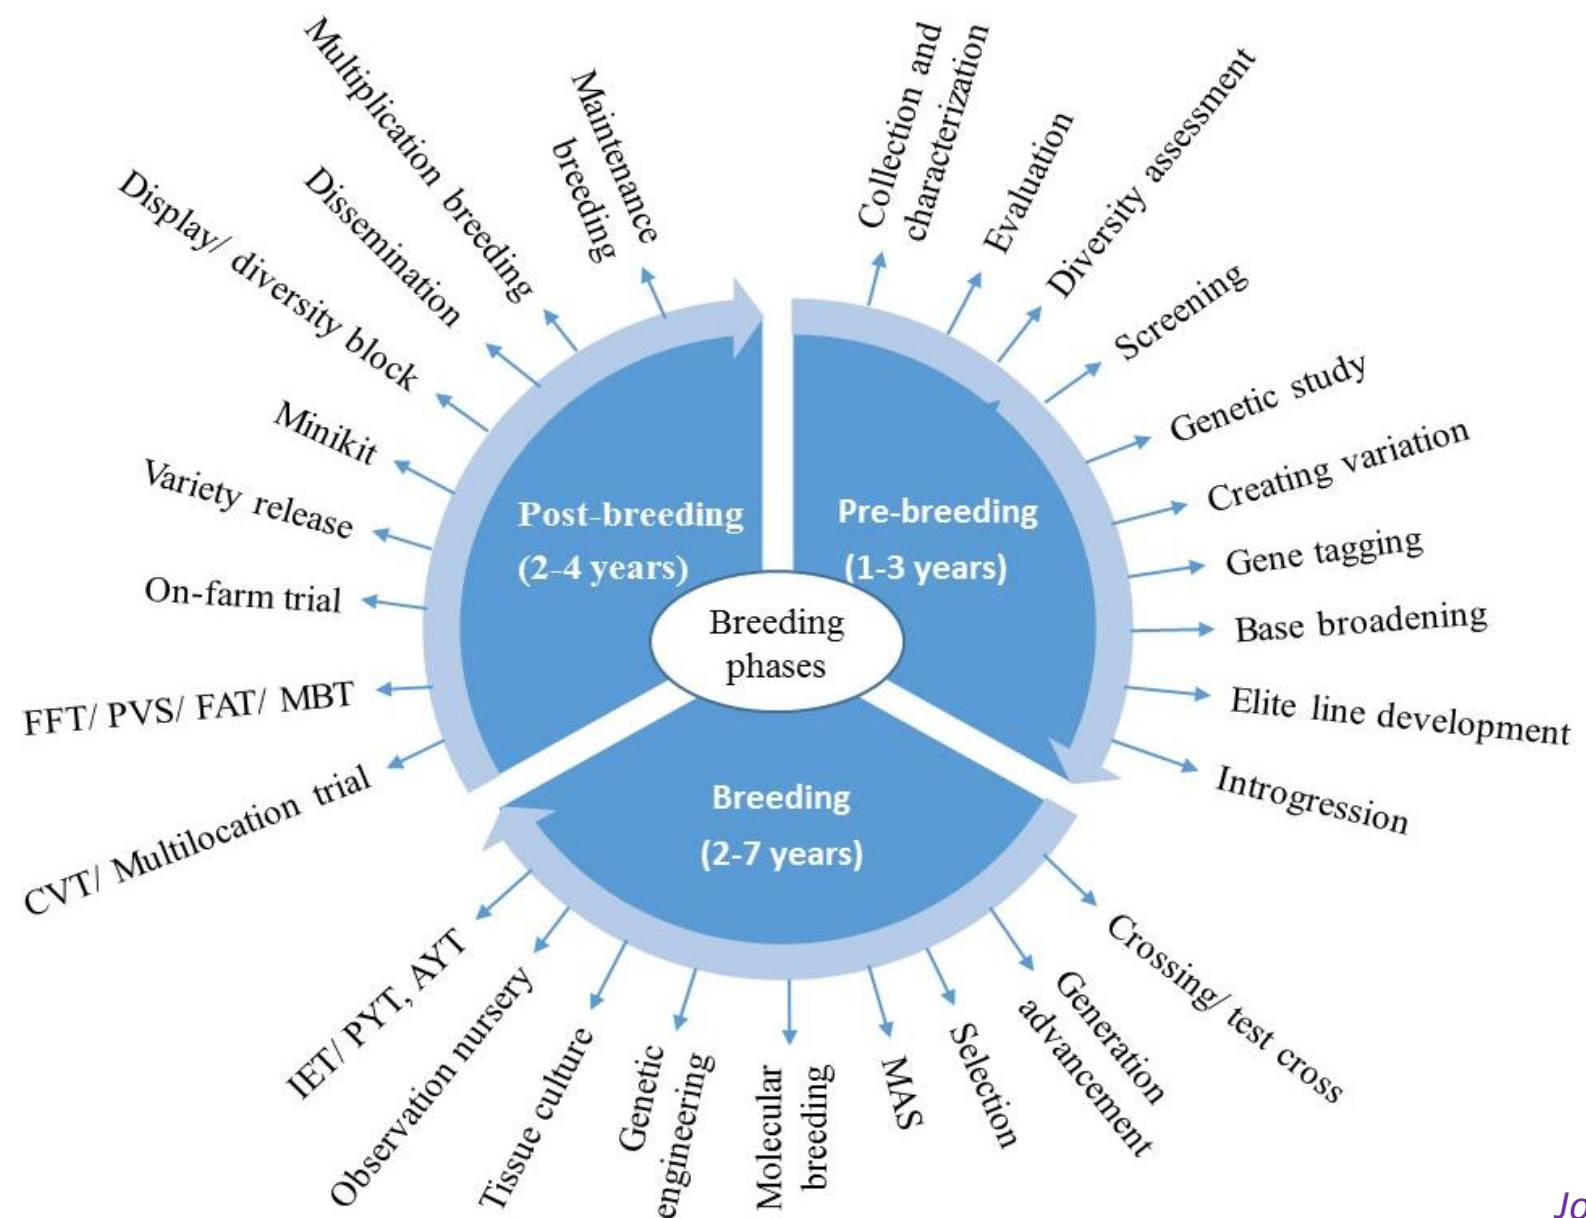 Collection and
characterization
Evaluation
Diversity assessment
Screening
Genetic study
Creating variation
Gene tagging
Base broadening
Elite line development
Introgression
Crossing/ test cross
Generation
advancement
Selection
MAS
Molecular
breeding
Genetic
engineering
Tissue culture
Observation nursery
IET/ PYT, AYT
CVT/ Multilocation trial
FFT/ PVS/ FAT/ MBT
On-farm trial
Variety release
Minikit
Display/ diversity block
Dissemination
Multiplication breeding
Maintenance
breeding
Post-breeding
(2-4 years)
Pre-breeding
(1-3 years)
Breeding
phases
Breeding
(2-7 years)
Jo